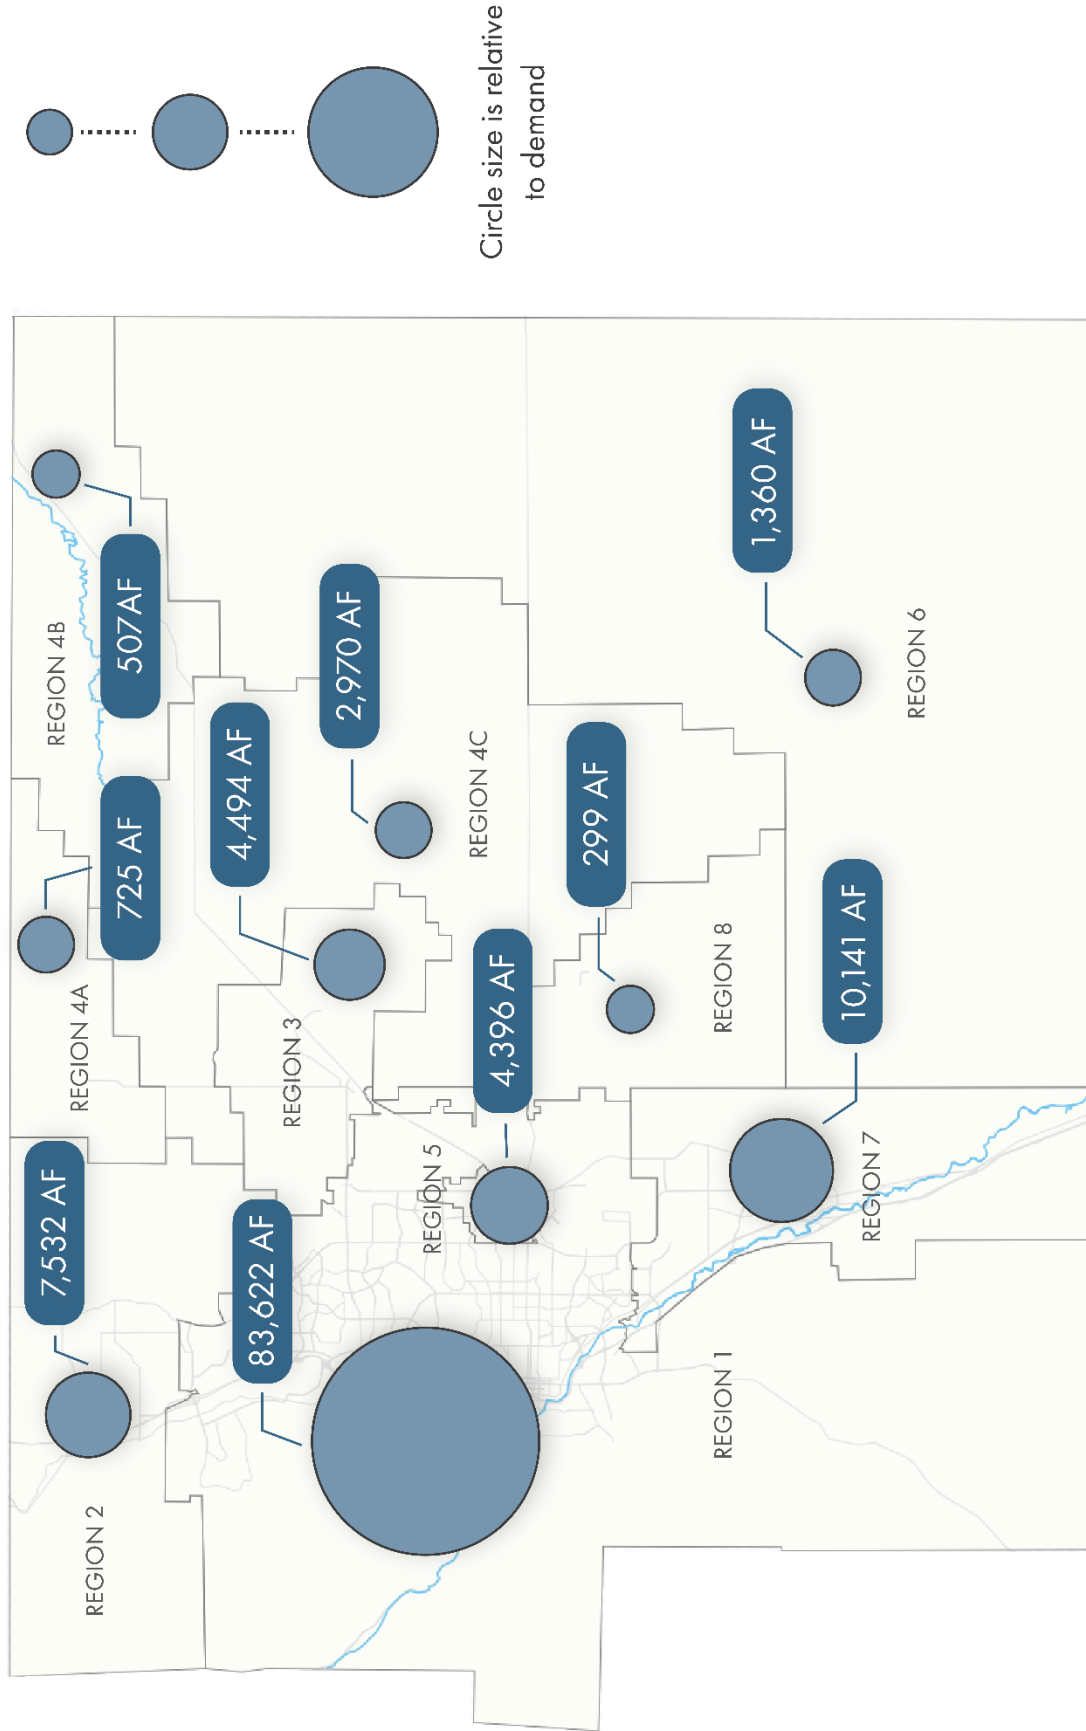 REGION 2
7,532 AF
REGION 4A
725 AF
REGION 4B
507AF
83,622 AF
REGION 3
4,494 AF
2,970 AF
REGION 4C
REGION 5
4,396 AF
299 AF
REGION 8
REGION 1
REGION 7
10,141 AF
1,360 AF
REGION 6
Circle size is relative
to demand